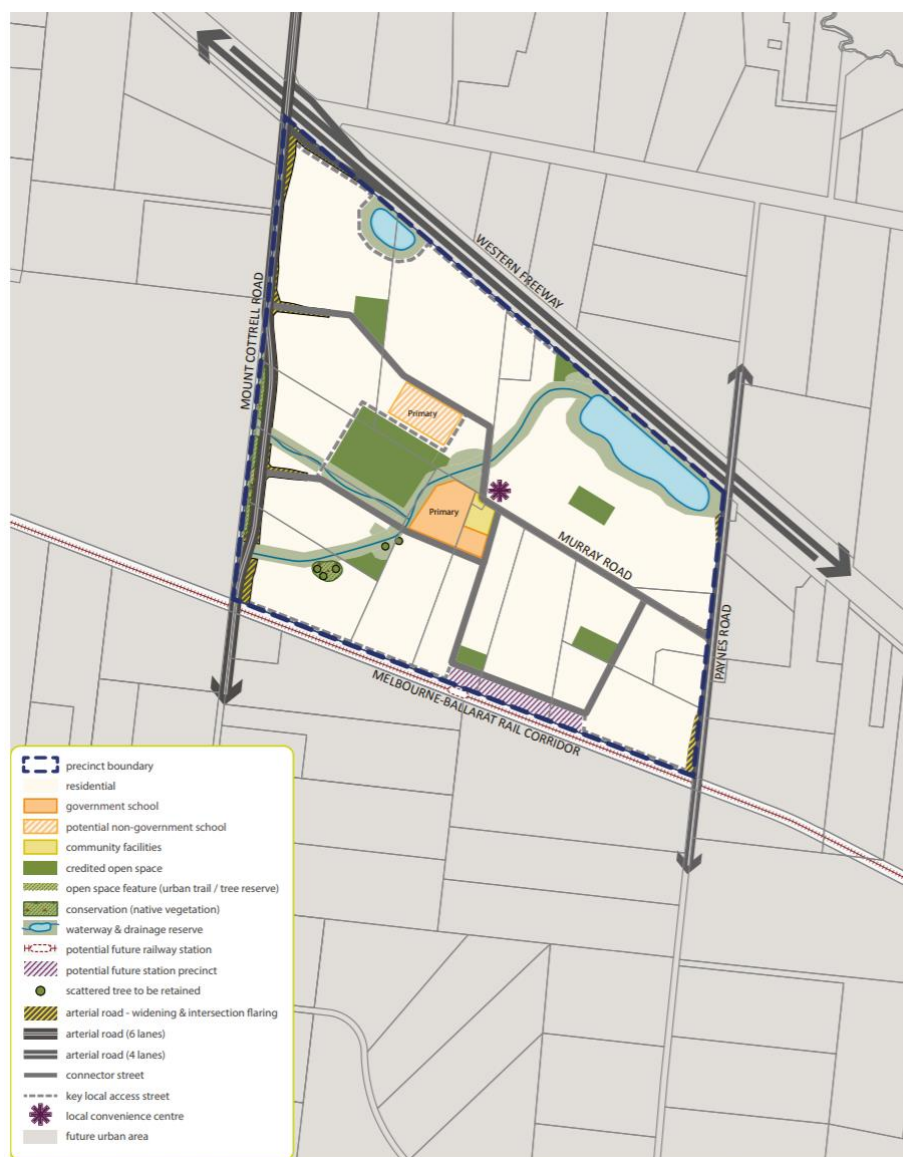 WESTERN FREEWAY
MOUNT COTTRELL ROAD
Primary
Primary
MURRAY ROAD
PAYNES ROAD
MELBOURNE-BALLARAT RAIL CORRIDOR
precinct boundary
residential
government school
potential non-government school
community facilities
credited open space
open space feature (urban trail / tree reserve)
conservation (native vegetation)
waterway & drainage reserve
potential future railway station
potential future station precinct
scattered tree to be retained
arterial road - widening & intersection flaring
arterial road (6 lanes)
arterial road (4 lanes)
connector street
key local access street
local convenience centre
future urban area